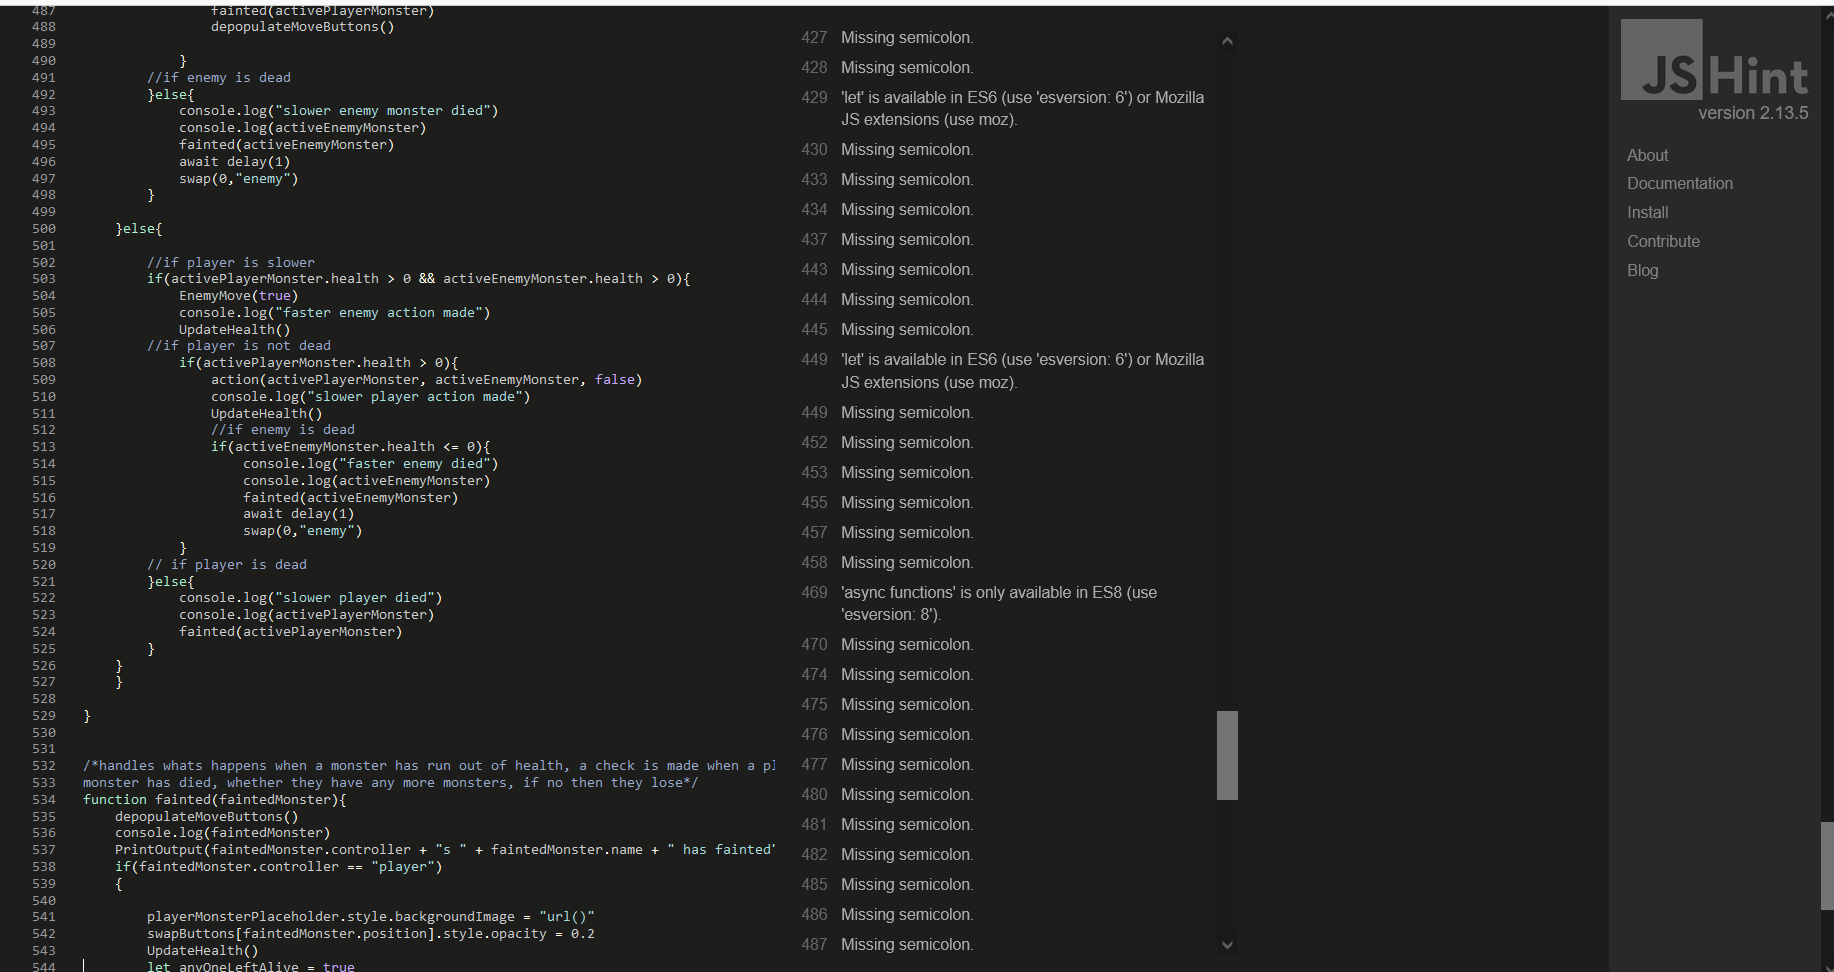 487 fainted(activePlayerMonster)
488 depopulateMoveButtons()
489
490 }
491 //if enemy is dead
492 }else{
493 console.log("slower enemy monster died")
494 console.log(activeEnemyMonster)
495 fainted(activeEnemyMonster)
496 await delay(1)
497 swap(0,"enemy")
498 }
499
500 }else{
501
502 //if player is slower
503 if(activePlayerMonster.health > 0 && activeEnemyMonster.health > 0){
504 EnemyMove(true)
505 console.log("faster enemy action made")
506 UpdateHealth()
507 //if player is not dead
508 if(activePlayerMonster.health > 0){
509 action(activePlayerMonster, activeEnemyMonster, false)
510 console.log("slower player action made")
511 UpdateHealth()
512 //if enemy is dead
513 if(activeEnemyMonster.health <= 0){
514 console.log("faster enemy died")
515 console.log(activeEnemyMonster)
516 fainted(activeEnemyMonster)
517 await delay(1)
518 swap(0,"enemy")
519 }
520 // if player is dead
521 }else{
522 console.log("slower player died")
523 console.log(activePlayerMonster)
524 fainted(activePlayerMonster)
525 }
526 }
527 }
528
529 }
530
531
532 /*handles whats happens when a monster has run out of health, a check is made when a pl
533 monster has died, whether they have any more monsters, if no then they lose*/
534 function fainted(faintedMonster){
535 depopulateMoveButtons()
536 console.log(faintedMonster)
537 PrintOutput(faintedMonster.controller + "s " + faintedMonster.name + " has fainted"
538 if(faintedMonster.controller == "player")
539 {
540
541 playerMonsterPlaceholder.style.backgroundImage = "url()"
542 swapButtons[faintedMonster.position].style.opacity = 0.2
543 UpdateHealth()
544 let anyOneLeftAlive = true
427 Missing semicolon.
428 Missing semicolon.
429 'let' is available in ES6 (use 'esversion: 6') or Mozilla
JS extensions (use moz).
430 Missing semicolon.
433 Missing semicolon.
434 Missing semicolon.
437 Missing semicolon.
443 Missing semicolon.
444 Missing semicolon.
445 Missing semicolon.
449 'let' is available in ES6 (use 'esversion: 6') or Mozilla
JS extensions (use moz).
449 Missing semicolon.
452 Missing semicolon.
453 Missing semicolon.
455 Missing semicolon.
457 Missing semicolon.
458 Missing semicolon.
469 'async functions' is only available in ES8 (use
'esversion: 8').
470 Missing semicolon.
474 Missing semicolon.
475 Missing semicolon.
476 Missing semicolon.
477 Missing semicolon.
480 Missing semicolon.
481 Missing semicolon.
482 Missing semicolon.
485 Missing semicolon.
486 Missing semicolon.
487 Missing semicolon.
JSHint
version 2.13.5
About
Documentation
Install
Contribute
Blog